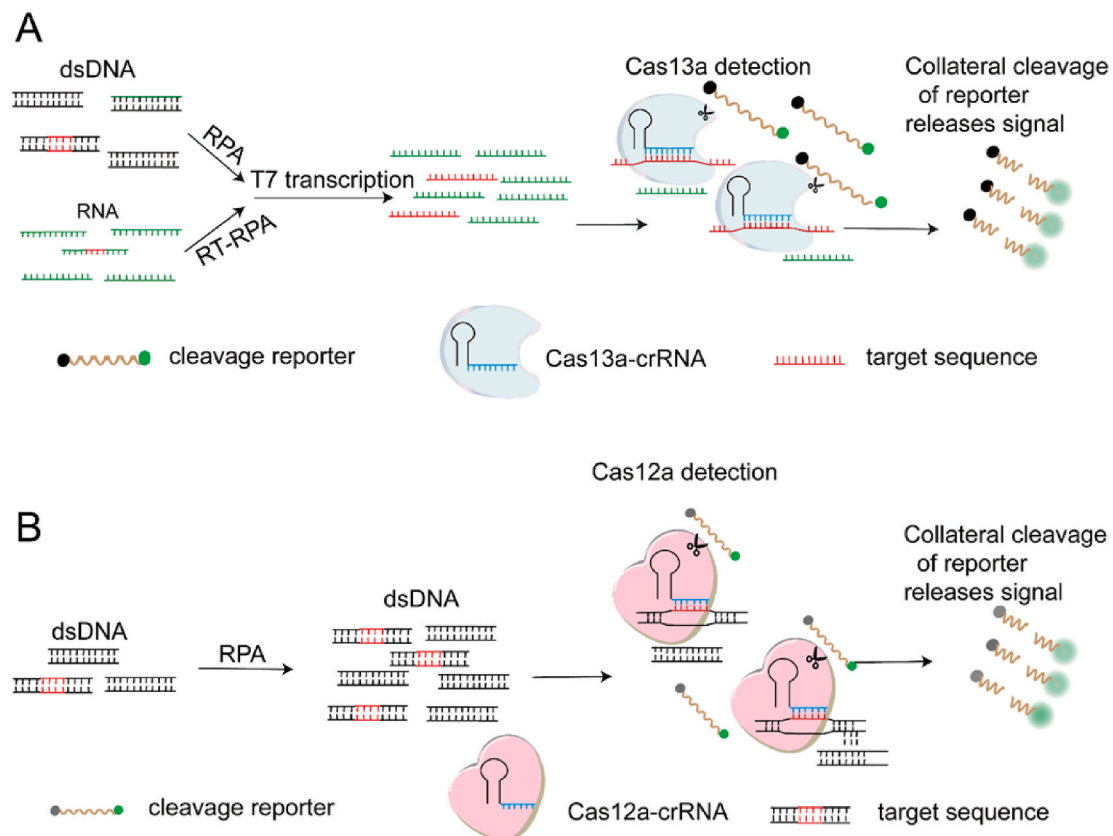 A
dsDNA
RPA
T7 transcription
RNA
RT-RPA
Cas13a detection
Collateral cleavage
of reporter
releases signal
cleavage reporter
Cas13a-crRNA
target sequence
B
dsDNA
RPA
dsDNA
Cas12a detection
Collateral cleavage
of reporter
releases signal
cleavage reporter
Cas12a-crRNA
target sequence